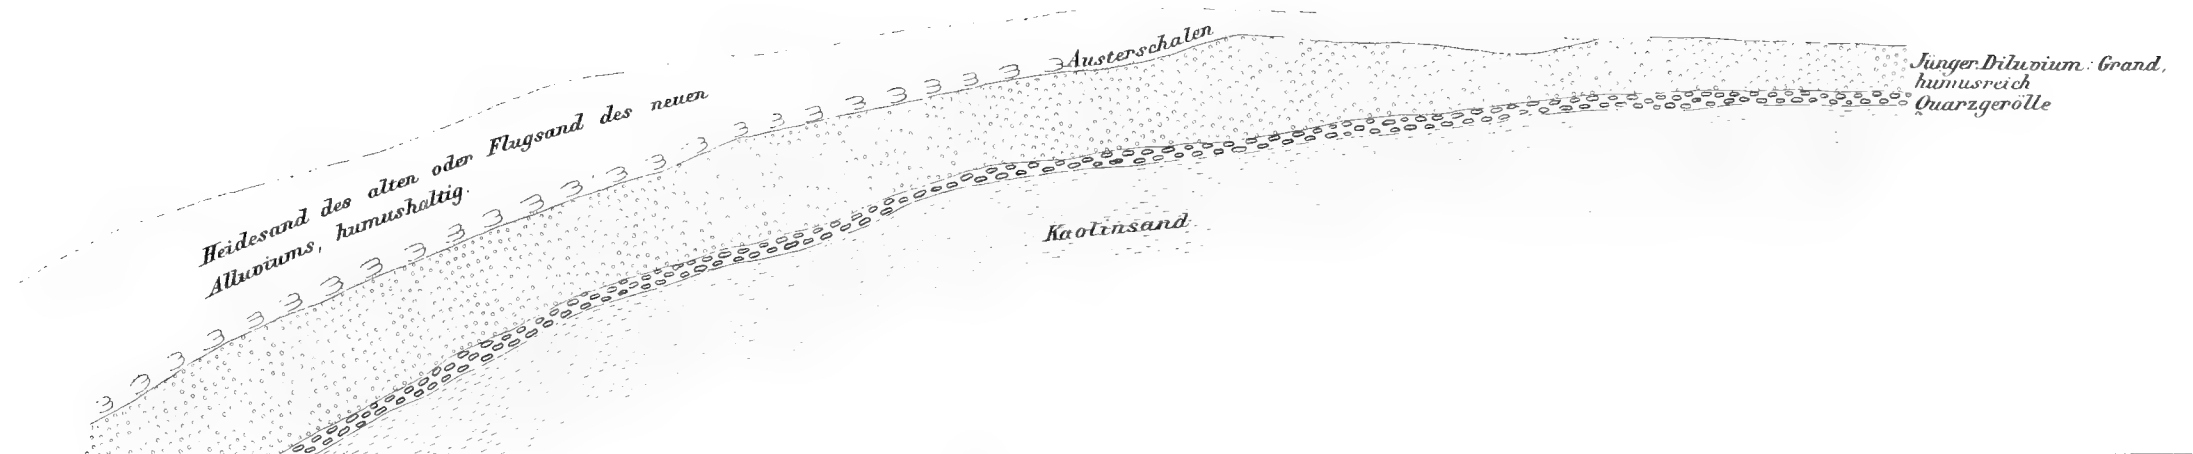 Heidesand des alten oder Flugsand des neuen
Alluviums, humushaltig.
Austerschalen
Jünger. Diluvium: Grand,
humusreich
Quarzgerölle
Kaolinsand